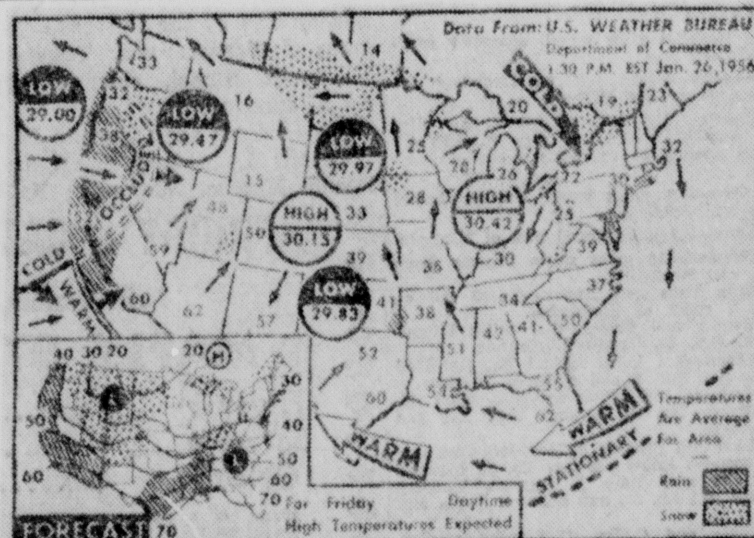 Data From: U.S. WEATHER BUREAU
Department of Commerce
1:30 P.M. EST Jan. 26, 1956
COLD
14
33
LOW
29.00
32
38
OCCLUDED
LOW
29.47
16
LOW
29.97
25
20
19
23
28
26
22
32
15
48
50
HIGH
30.15
33
28
HIGH
30.42
25
39
59
39
36
30
37
COLD
WARM
60
62
57
LOW
29.83
41
38
34
50
42
41
51
52
60
54
55
62
WARM
WARM
STATIONARY
Temperatures
Are Average
For Area
Rain
Snow
40 30 20
20
H
30
L
50
40
L
50
60
60
70
FORECAST
70
For Friday Daytime
High Temperatures Expected